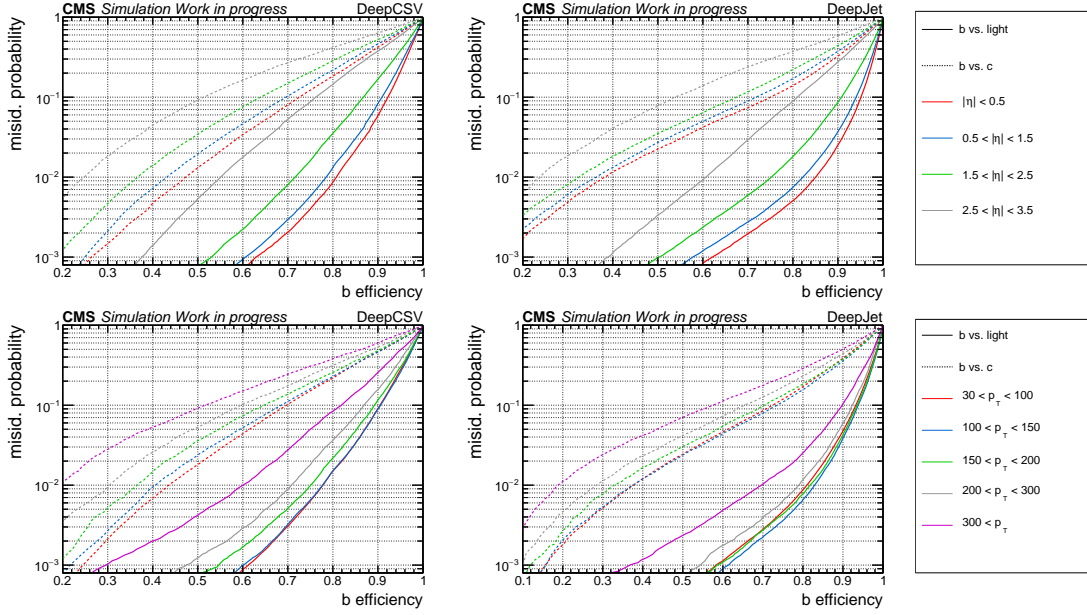 CMS Simulation Work in progress DeepCSV
misid. probability
1
10⁻¹
10⁻²
10⁻³
0.2 0.3 0.4 0.5 0.6 0.7 0.8 0.9 1
b efficiency
CMS Simulation Work in progress DeepJet
misid. probability
1
10⁻¹
10⁻²
10⁻³
0.2 0.3 0.4 0.5 0.6 0.7 0.8 0.9 1
b efficiency
b vs. light
b vs. c
|η| < 0.5
0.5 < |η| < 1.5
1.5 < |η| < 2.5
2.5 < |η| < 3.5
CMS Simulation Work in progress DeepCSV
misid. probability
1
10⁻¹
10⁻²
10⁻³
0.2 0.3 0.4 0.5 0.6 0.7 0.8 0.9 1
b efficiency
CMS Simulation Work in progress DeepJet
misid. probability
1
10⁻¹
10⁻²
10⁻³
0.1 0.2 0.3 0.4 0.5 0.6 0.7 0.8 0.9 1
b efficiency
b vs. light
b vs. c
30 < p_T < 100
100 < p_T < 150
150 < p_T < 200
200 < p_T < 300
300 < p_T